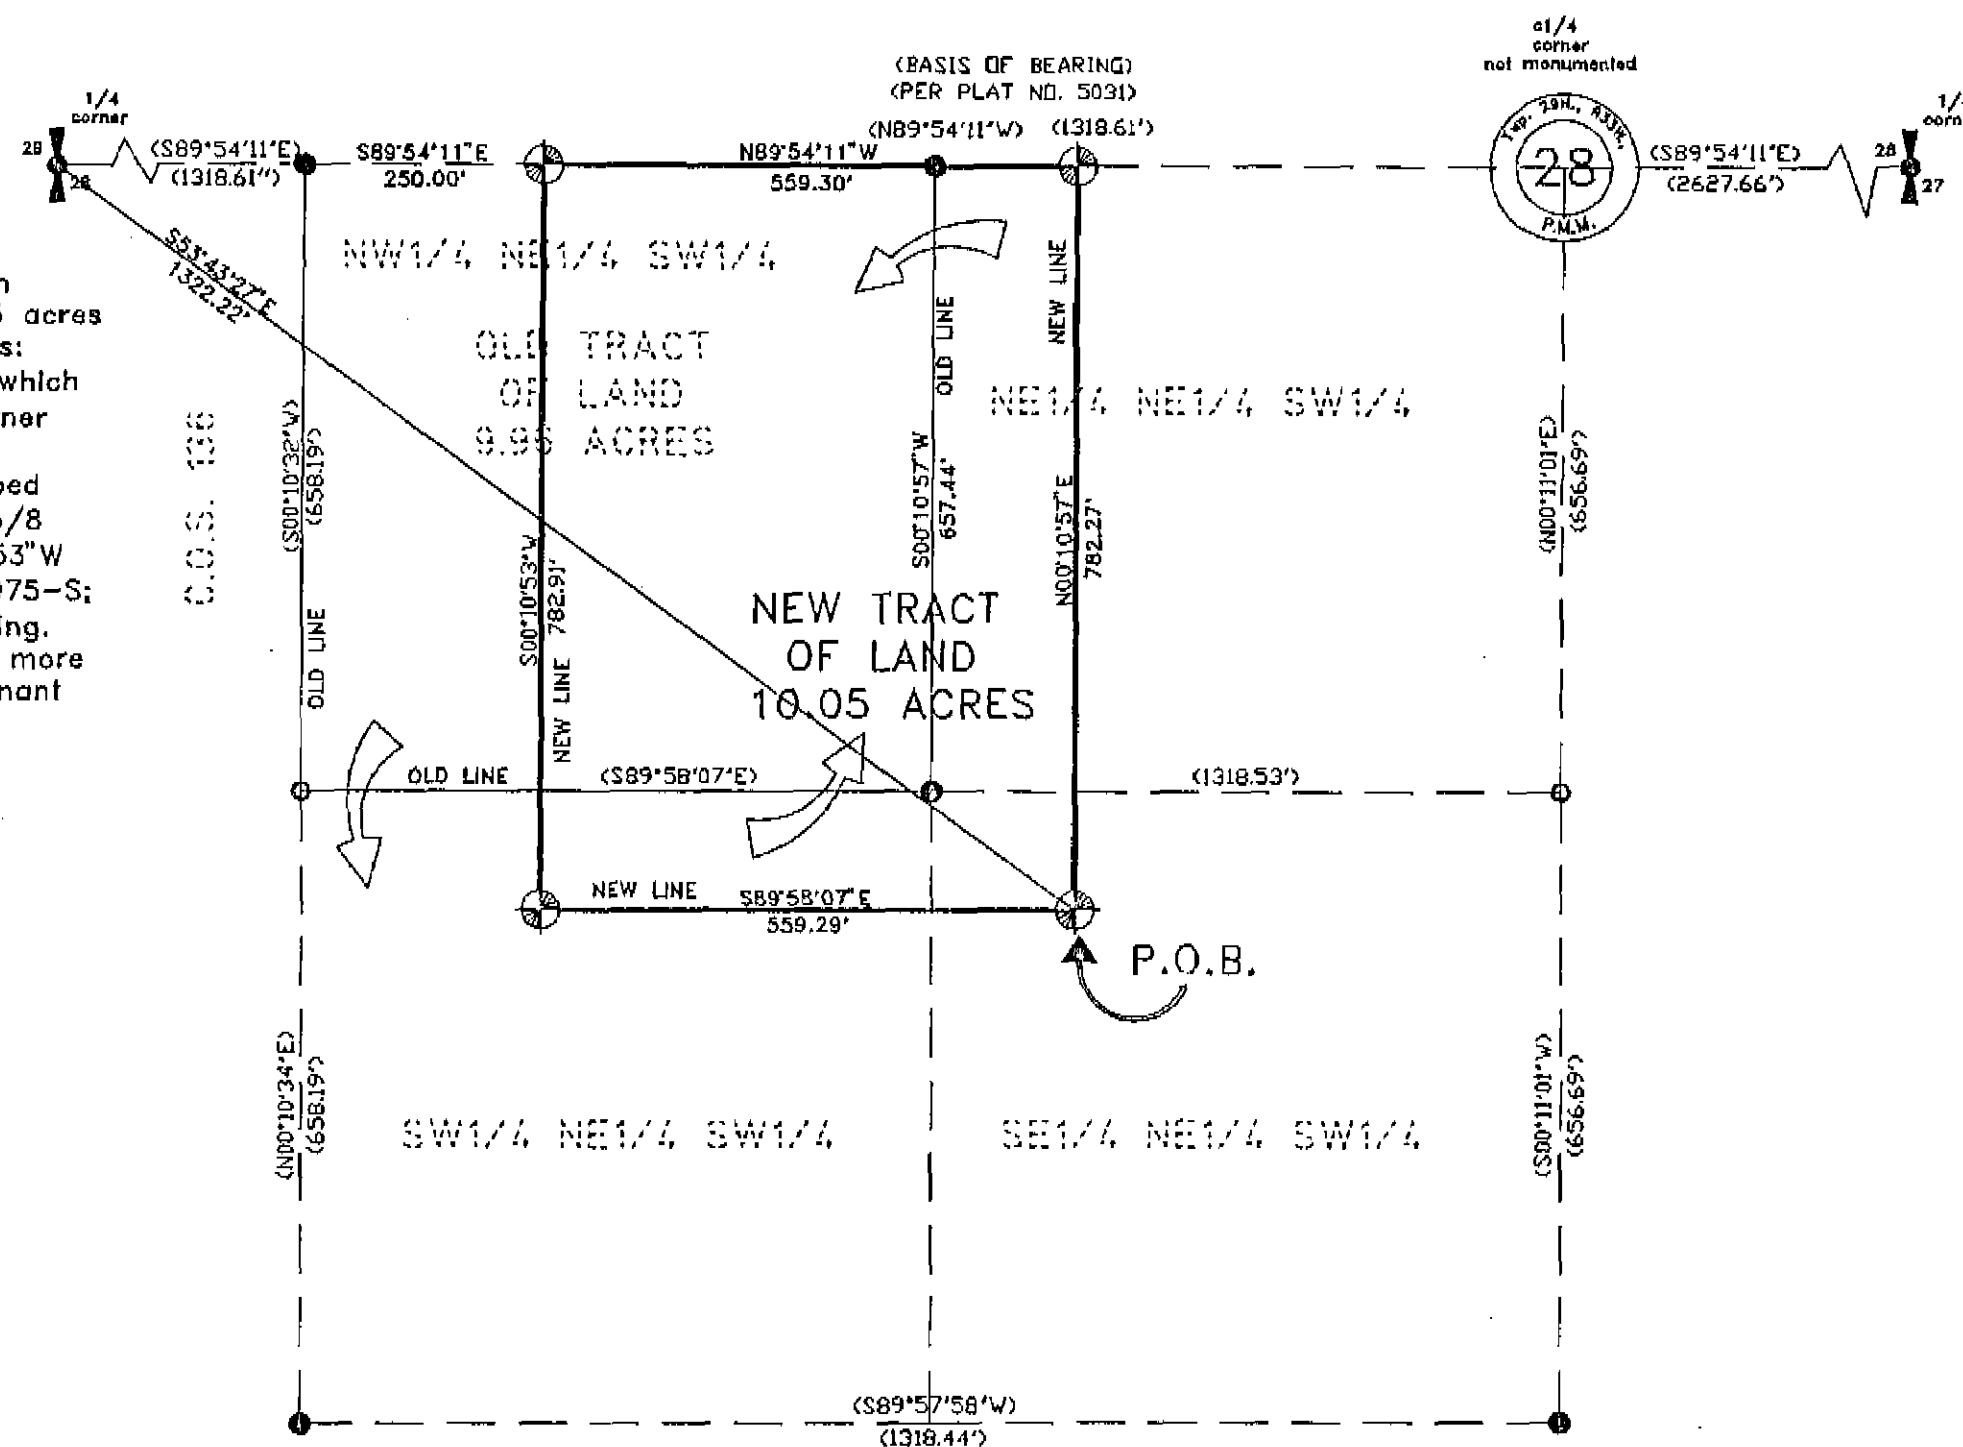 c1/4
corner
not monumented
(BASIS OF BEARING)
(PER PLAT NO. 5031)
1/4
corner
(N89°54'11"W) (1318.61')
28
28
(S89°54'11"E)
(1318.61")
S89°54'11"E
250.00'
N89°54'11"W
559.30'
28
P.M.M.
(S89°54'11"E)
(2627.66')
28
27
S53°43'27"E
1322.22'
NW1/4 NE1/4 SW1/4
acres
which
OLD TRACT
OF LAND
9.95 ACRES
NE1/4 NE1/4 SW1/4
(S00°10'32"W)
(658.19')
OLD LINE
OLD LINE
S00°10'57"W
657.44'
NEW LINE
N00°10'57"E
782.27'
(N00°11'01"E)
(656.69')
S00°10'53"W
NEW LINE 782.91'
/8
53"W
75-S;
more
NEW TRACT
OF LAND
10.05 ACRES
OLD LINE (S89°58'07"E)
(1318.53')
NEW LINE S89°58'07"E
559.29'
P.O.B.
(N00°10'34"E)
(658.19')
(S00°11'01"W)
(656.69')
SW1/4 NE1/4 SW1/4
SE1/4 NE1/4 SW1/4
(S89°57'58"W)
(1318.44')